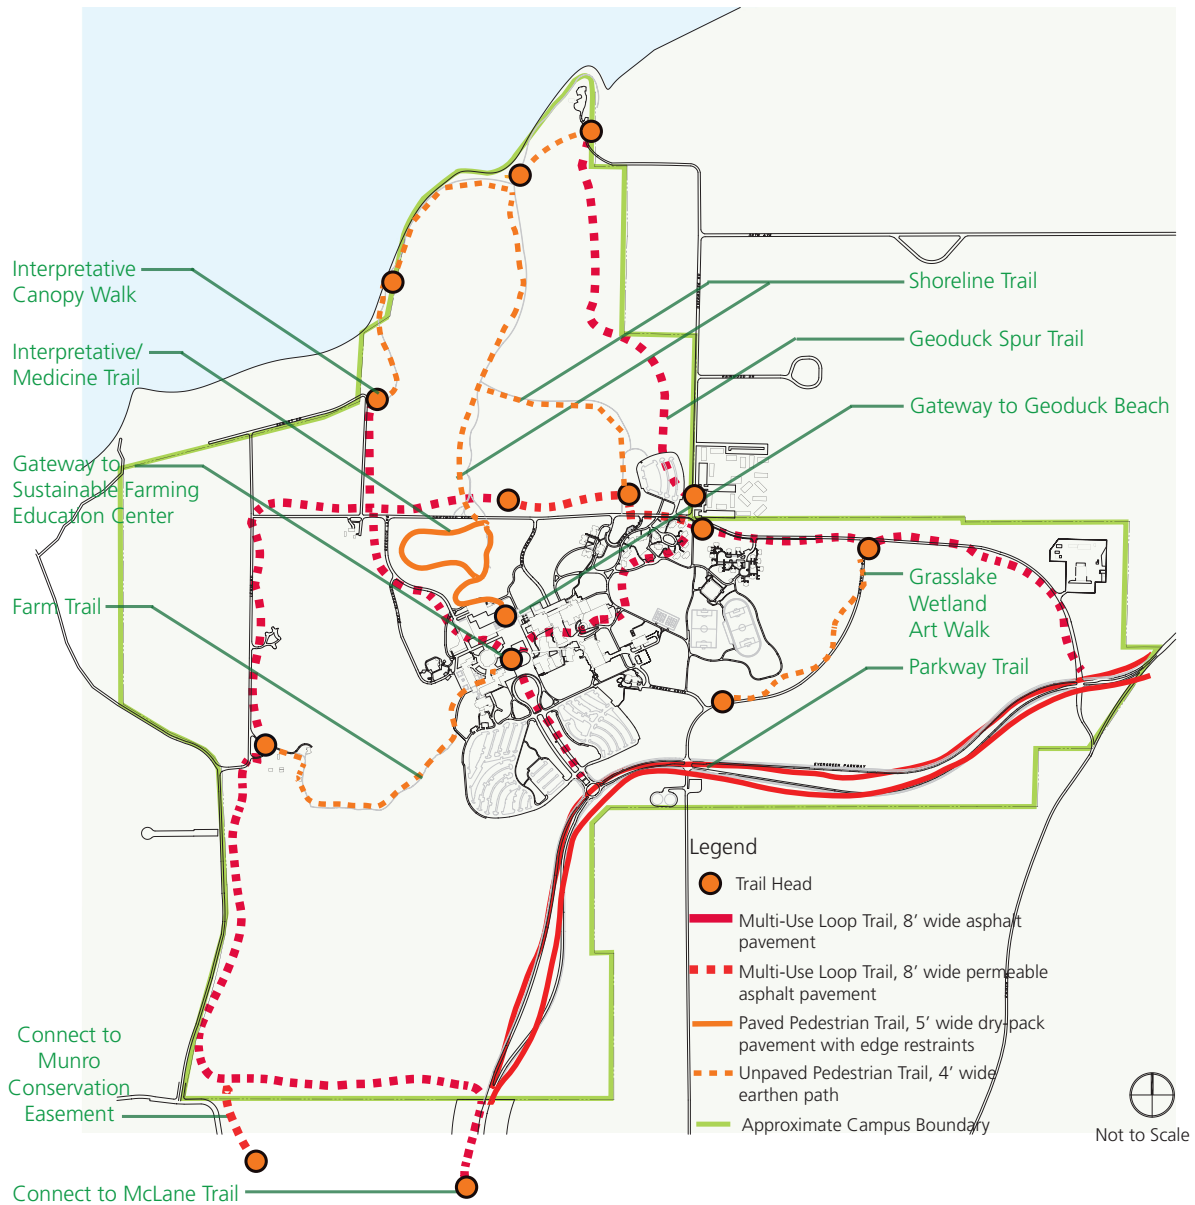 Interpretative
Canopy Walk
Interpretative/
Medicine Trail
Gateway to
Sustainable Farming
Education Center
Farm Trail
Shoreline Trail
Geoduck Spur Trail
Gateway to Geoduck Beach
Grasslake
Wetland
Art Walk
Parkway Trail
EVERGREEN PARKWAY
Connect to
Munro
Conservation
Easement
Connect to McLane Trail
Legend
Trail Head
Multi-Use Loop Trail, 8’ wide asphalt
pavement
Multi-Use Loop Trail, 8’ wide permeable
asphalt pavement
Paved Pedestrian Trail, 5’ wide dry-pack
pavement with edge restraints
Unpaved Pedestrian Trail, 4’ wide
earthen path
Approximate Campus Boundary
Not to Scale